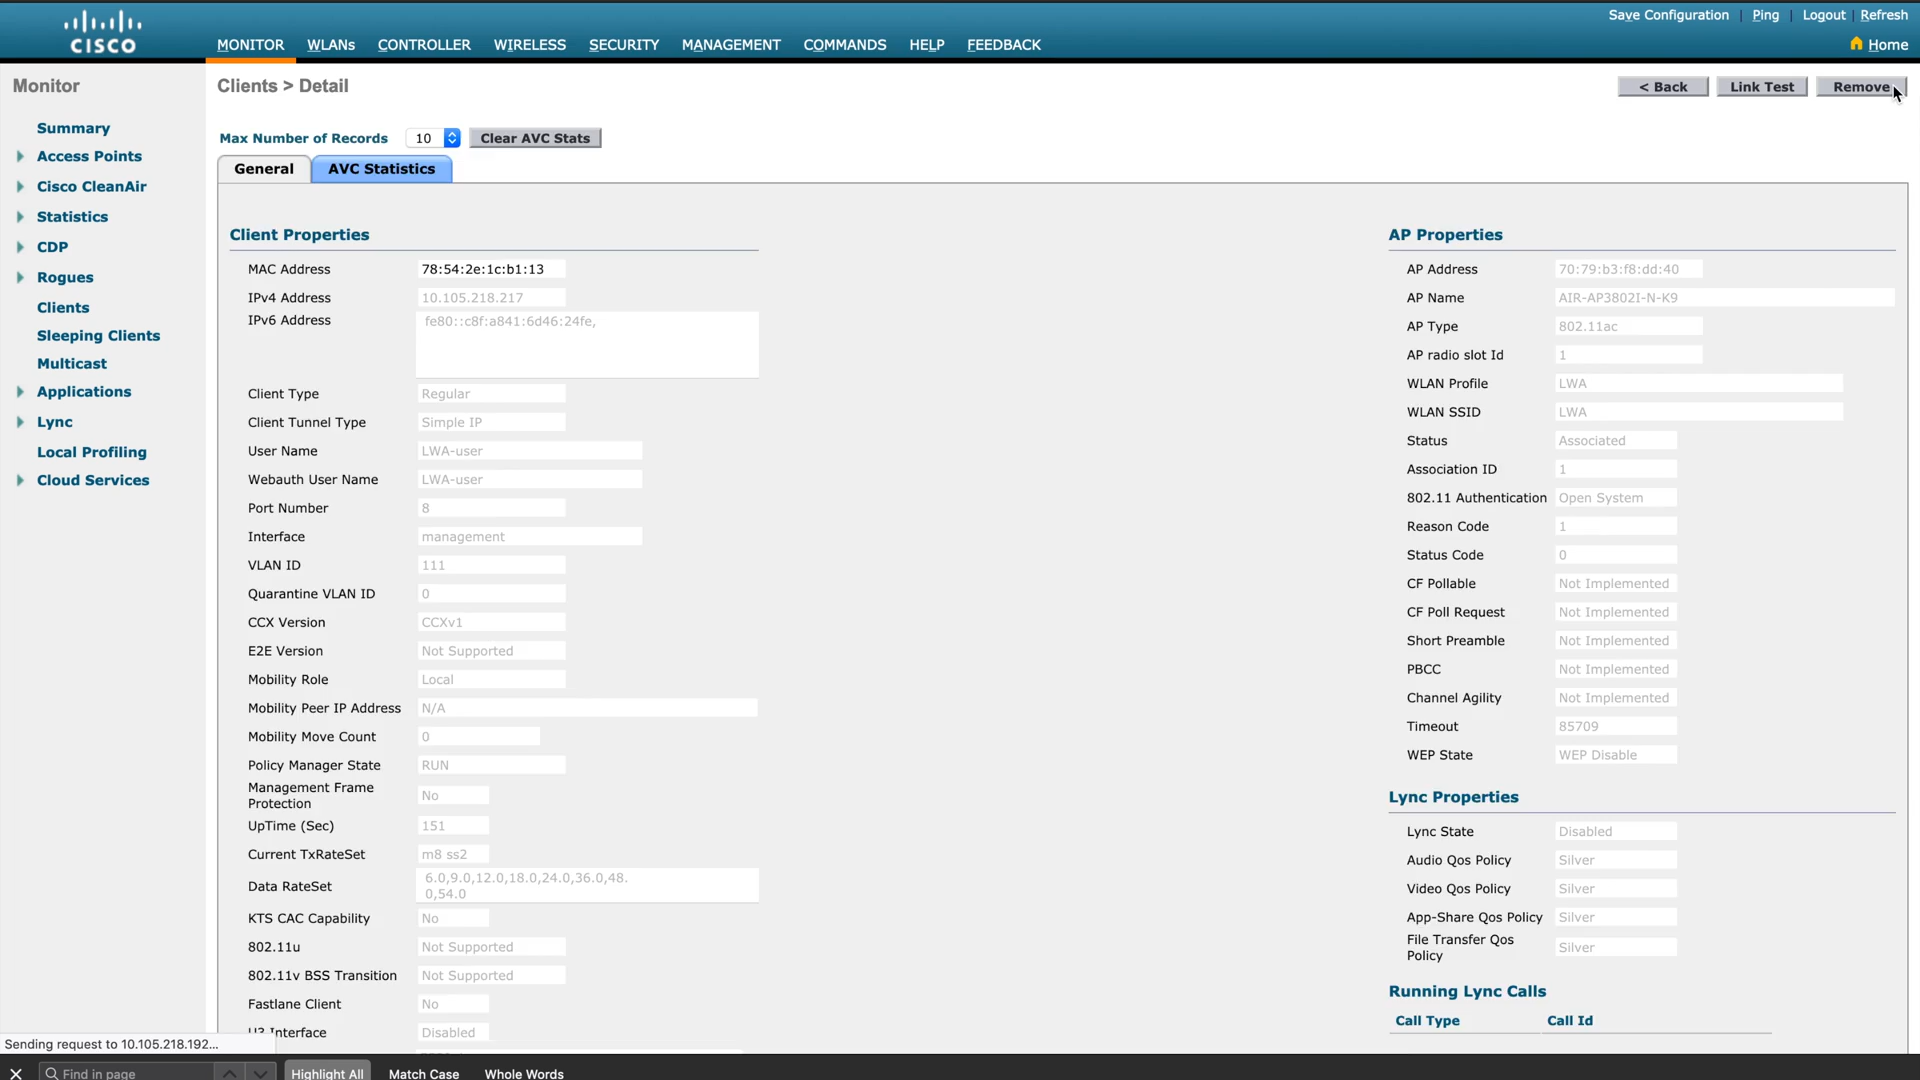 Save Configuration | Ping | Logout | Refresh
CISCO
MONITOR WLANs CONTROLLER WIRELESS SECURITY MANAGEMENT COMMANDS HELP FEEDBACK
Home
Monitor
Summary
Access Points
Cisco CleanAir
Statistics
CDP
Rogues
Clients
Sleeping Clients
Multicast
Applications
Lync
Local Profiling
Cloud Services
Clients > Detail
< Back Link Test Remove
Max Number of Records 10 Clear AVC Stats
General AVC Statistics
Client Properties
MAC Address 78:54:2e:1c:b1:13
IPv4 Address 10.105.218.217
IPv6 Address fe80::c8f:a841:6d46:24fe,
Client Type Regular
Client Tunnel Type Simple IP
User Name LWA-user
Webauth User Name LWA-user
Port Number 8
Interface management
VLAN ID 111
Quarantine VLAN ID 0
CCX Version CCXv1
E2E Version Not Supported
Mobility Role Local
Mobility Peer IP Address N/A
Mobility Move Count 0
Policy Manager State RUN
Management Frame
Protection No
UpTime (Sec) 151
Current TxRateSet m8 ss2
Data RateSet 6.0,9.0,12.0,18.0,24.0,36.0,48.
0,54.0
KTS CAC Capability No
802.11u Not Supported
802.11v BSS Transition Not Supported
Fastlane Client No
U3 Interface Disabled
AP Properties
AP Address 70:79:b3:f8:dd:40
AP Name AIR-AP3802I-N-K9
AP Type 802.11ac
AP radio slot Id 1
WLAN Profile LWA
WLAN SSID LWA
Status Associated
Association ID 1
802.11 Authentication Open System
Reason Code 1
Status Code 0
CF Pollable Not Implemented
CF Poll Request Not Implemented
Short Preamble Not Implemented
PBCC Not Implemented
Channel Agility Not Implemented
Timeout 85709
WEP State WEP Disable
Lync Properties
Lync State Disabled
Audio Qos Policy Silver
Video Qos Policy Silver
App-Share Qos Policy Silver
File Transfer Qos
Policy Silver
Running Lync Calls
Call Type Call Id
Sending request to 10.105.218.192...
Find in page Highlight All Match Case Whole Words